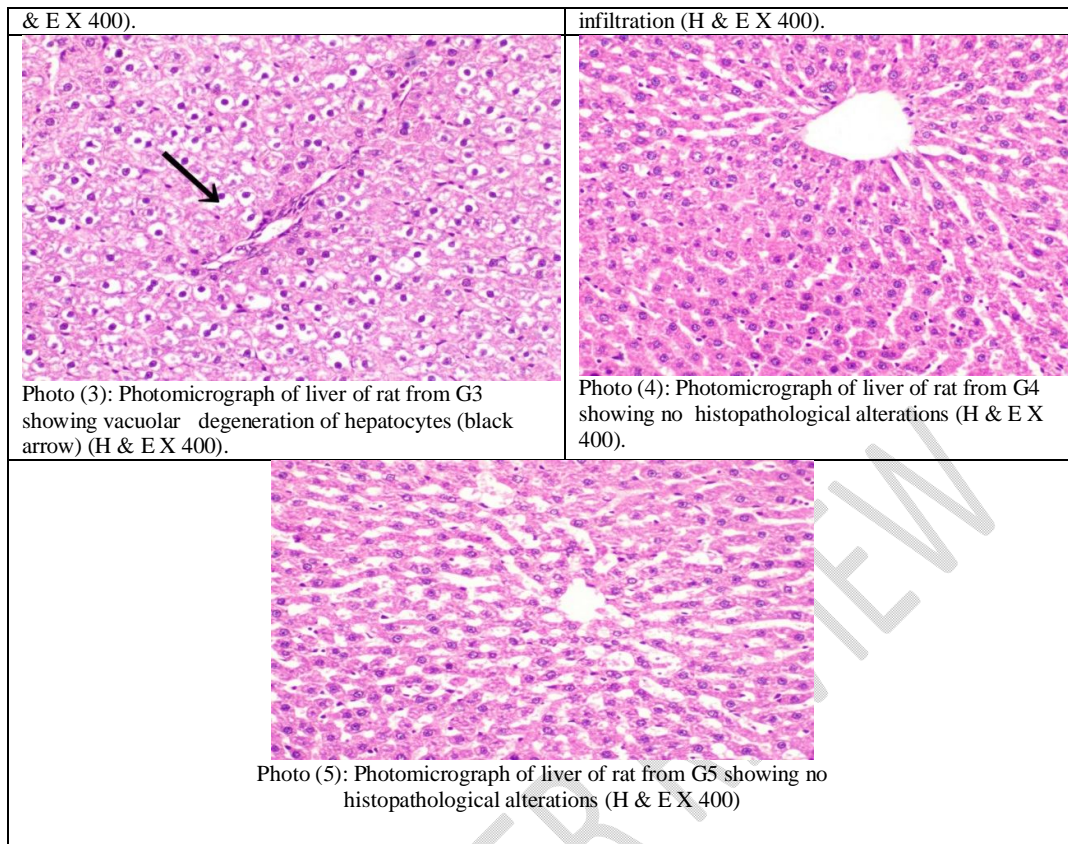 & E X 400).
infiltration (H & E X 400).
Photo (3): Photomicrograph of liver of rat from G3
showing vacuolar degeneration of hepatocytes (black
arrow) (H & E X 400).
Photo (4): Photomicrograph of liver of rat from G4
showing no histopathological alterations (H & E X
400).
Photo (5): Photomicrograph of liver of rat from G5 showing no
histopathological alterations (H & E X 400)
ER R
EW